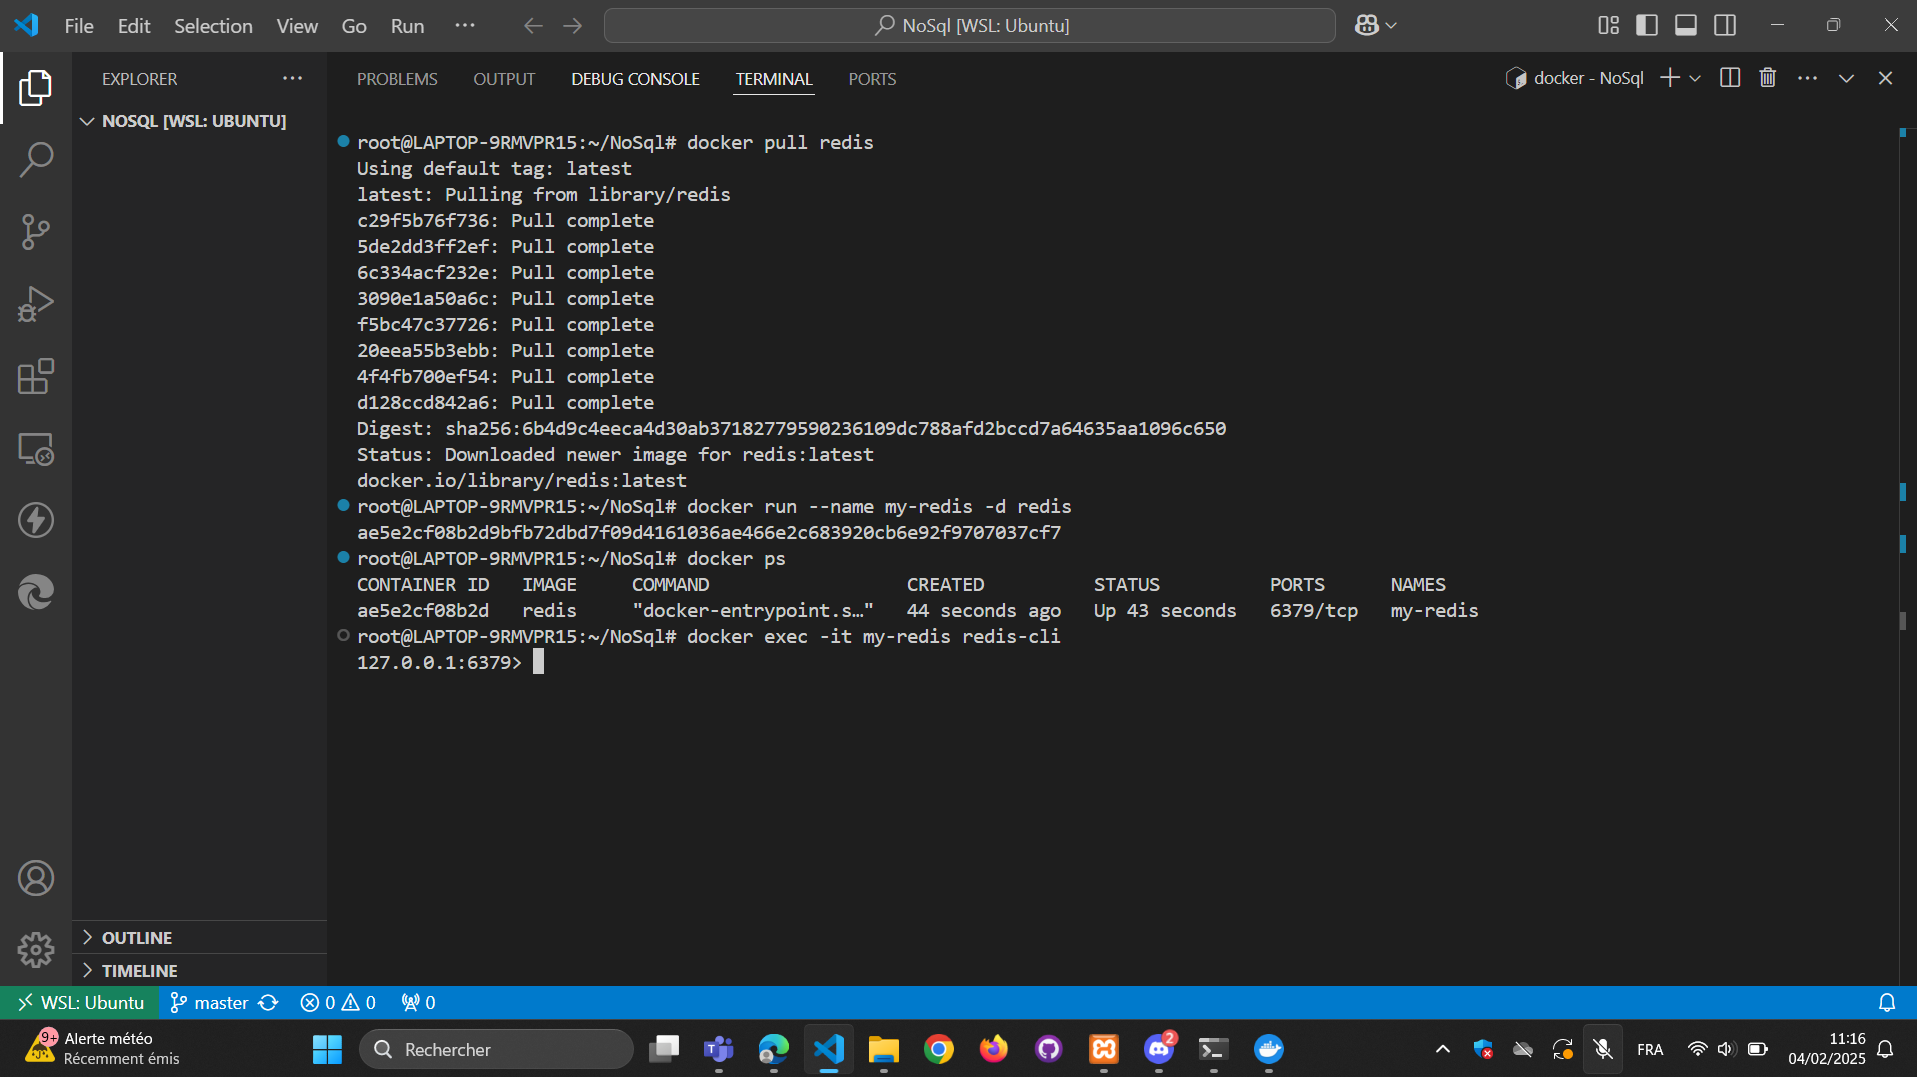 File Edit Selection View Go Run ··· NoSql [WSL: Ubuntu]
EXPLORER ···
NOSQL [WSL: UBUNTU]
PROBLEMS OUTPUT DEBUG CONSOLE TERMINAL PORTS docker - NoSql
root@LAPTOP-9RMVPR15:~/NoSql# docker pull redis
Using default tag: latest
latest: Pulling from library/redis
c29f5b76f736: Pull complete
5de2dd3ff2ef: Pull complete
6c334acf232e: Pull complete
3090e1a50a6c: Pull complete
f5bc47c37726: Pull complete
20eea55b3ebb: Pull complete
4f4fb700ef54: Pull complete
d128ccd842a6: Pull complete
Digest: sha256:6b4d9c4eeca4d30ab37182779590236109dc788afd2bccd7a64635aa1096c650
Status: Downloaded newer image for redis:latest
docker.io/library/redis:latest
root@LAPTOP-9RMVPR15:~/NoSql# docker run --name my-redis -d redis
ae5e2cf08b2d9bfb72dbd7f09d4161036ae466e2c683920cb6e92f9707037cf7
root@LAPTOP-9RMVPR15:~/NoSql# docker ps
CONTAINER ID IMAGE COMMAND CREATED STATUS PORTS NAMES
ae5e2cf08b2d redis "docker-entrypoint.s…" 44 seconds ago Up 43 seconds 6379/tcp my-redis
root@LAPTOP-9RMVPR15:~/NoSql# docker exec -it my-redis redis-cli
127.0.0.1:6379>
OUTLINE
TIMELINE
WSL: Ubuntu master 0 0 0
9+ Alerte météo
Récemment émis
Rechercher
2
FRA
11:16
04/02/2025